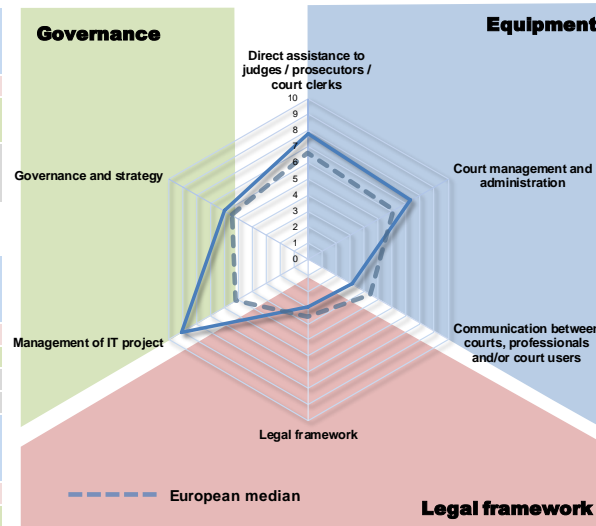 Governance
Equipment
Direct assistance to
judges / prosecutors /
court clerks
10
9
8
7
6
5
4
3
2
1
0
Governance and strategy
Court management and
administration
Management of IT project
Communication between
courts, professionals
and/or court users
Legal framework
European median
Legal framework